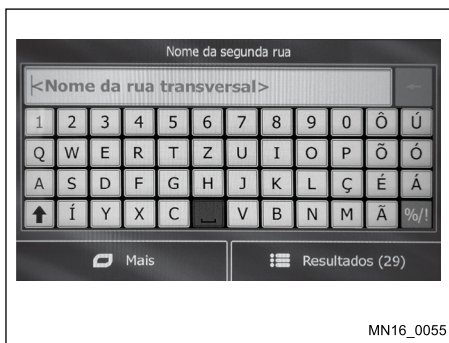 Nome da segunda rua
<Nome da rua transversal>
1 2 3 4 5 6 7 8 9 0 Ô Ú
Q W E R T Z U I O P Õ Ó
A S D F G H J K L Ç É Á
Í Y X C V B N M Ã %/!
Mais Resultados (29)
MN16_0055